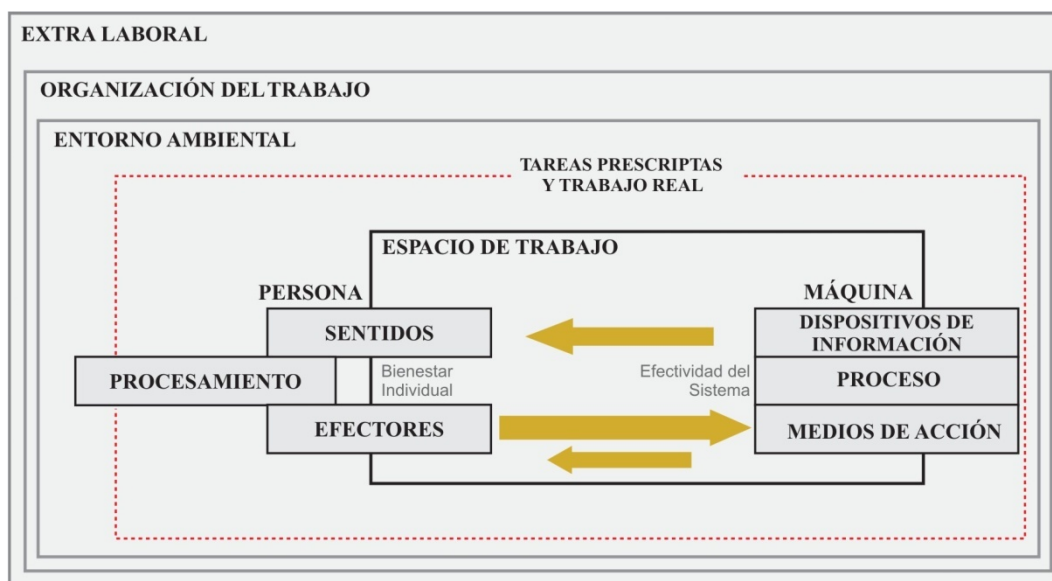 EXTRA LABORAL
ORGANIZACIÓN DEL TRABAJO
ENTORNO AMBIENTAL
TAREAS PRESCRIPTAS
Y TRABAJO REAL
ESPACIO DE TRABAJO
PERSONA
MÁQUINA
SENTIDOS
DISPOSITIVOS DE
INFORMACIÓN
PROCESAMIENTO
Bienestar
Individual
Efectividad del
Sistema
PROCESO
EFECTORES
MEDIOS DE ACCIÓN